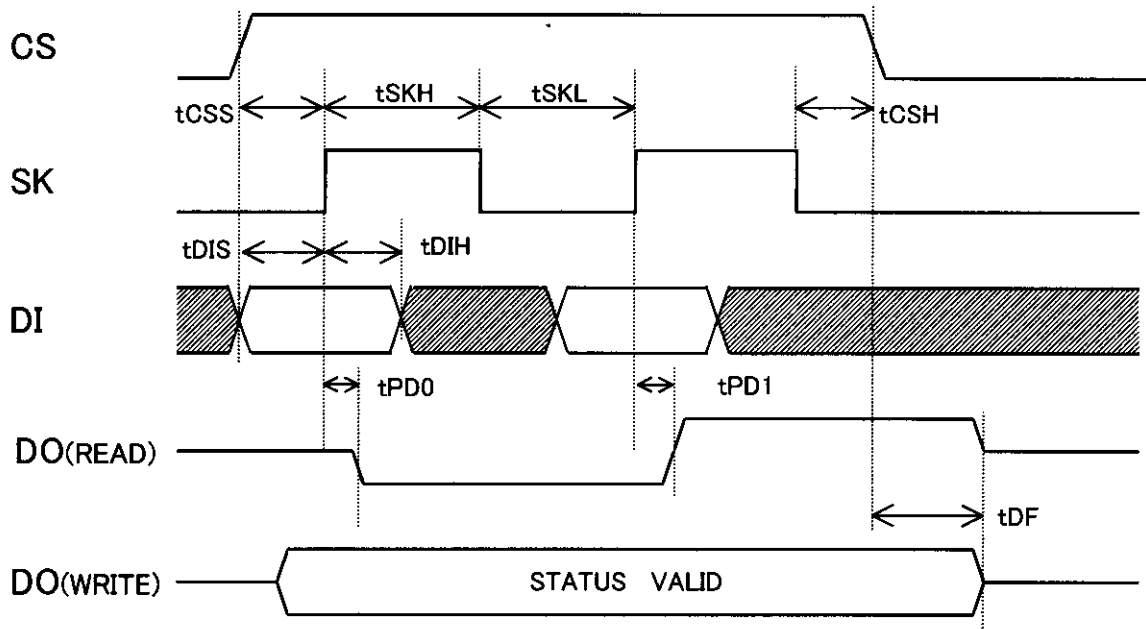 CS
tCSS tSKH tSKL tCSH
SK
tDIS tDIH
DI
tPD0 tPD1
DO(READ)
tDF
DO(WRITE) STATUS VALID